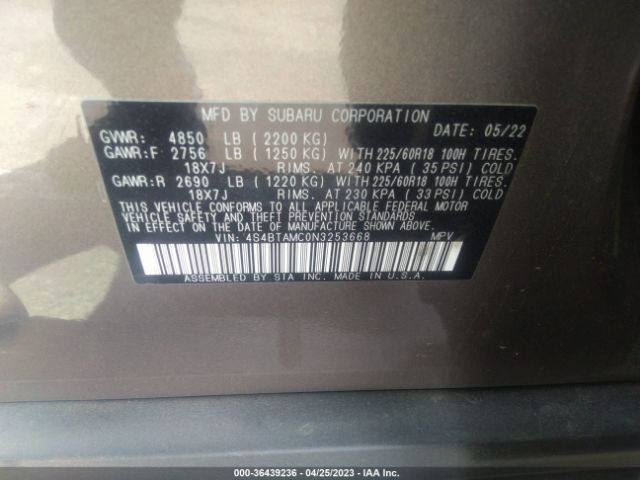 MFD BY SUBARU CORPORATION
GVWR: 4850 LB ( 2200 KG) DATE: 05/22
GAWR:F 2756 LB ( 1250 KG) WITH 225/60R18 100H TIRES.
18X7J RIMS. AT 240 KPA ( 35 PSI) COLD
GAWR:R 2690 LB ( 1220 KG) WITH 225/60R18 100H TIRES.
18X7J RIMS. AT 230 KPA ( 33 PSI) COLD
THIS VEHICLE CONFORMS TO ALL APPLICABLE FEDERAL MOTOR
VEHICLE SAFETY AND THEFT PREVENTION STANDARDS
IN EFFECT ON THE DATE OF MANUFACTURE SHOWN ABOVE.
VIN: 4S4BTAMC0N3253668 MPV
ASSEMBLED BY SIA INC. MADE IN U.S.A.
000-36439236 - 04/25/2023 - IAA Inc.